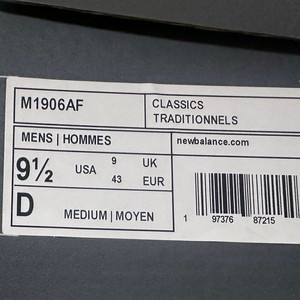 M1906AF
CLASSICS
TRADITIONNELS
MENS | HOMMES
newbalance.com
9½ USA 9 UK
43 EUR
D MEDIUM | MOYEN
1 97376 87215